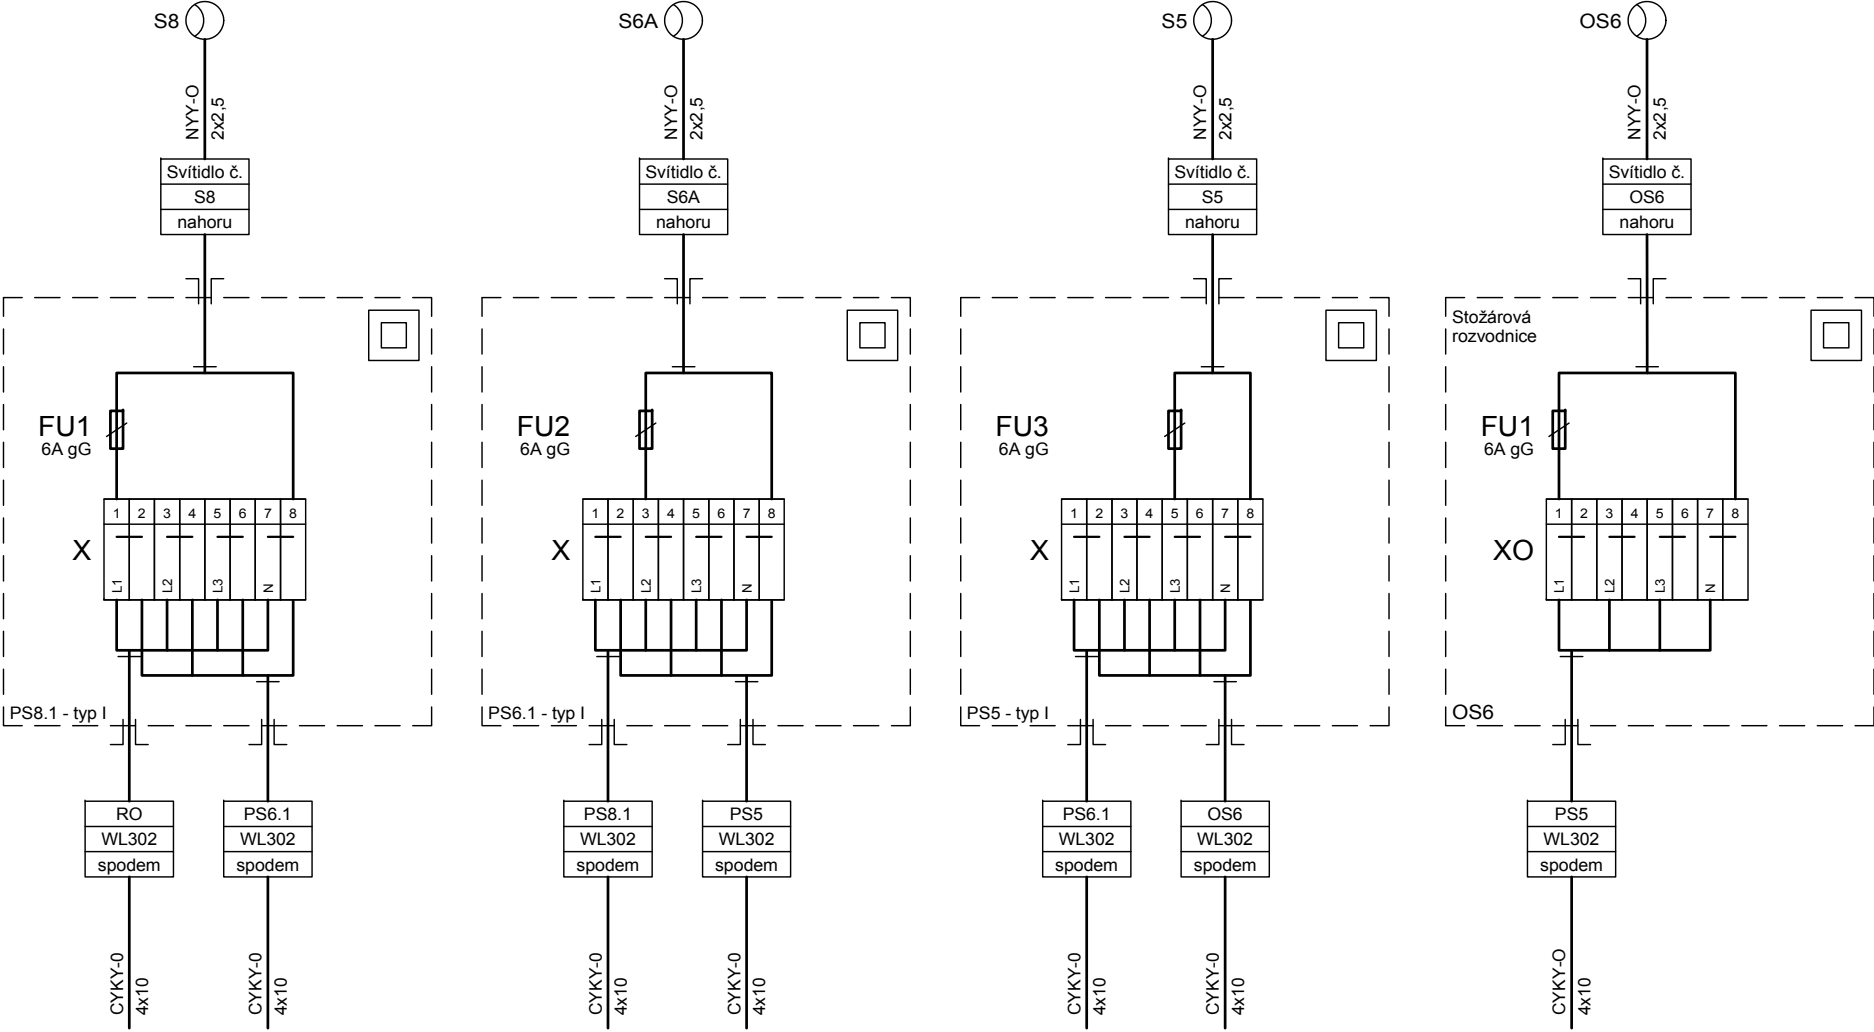 S8
NYY-O
2x2,5
Svítidlo č.
S8
nahoru
FU1
6A gG
1 2 3 4 5 6 7 8
X
L1 L2 L3 N
PS8.1 - typ I
RO
WL302
spodem
CYKY-0
4x10
PS6.1
WL302
spodem
CYKY-0
4x10
S6A
NYY-O
2x2,5
Svítidlo č.
S6A
nahoru
FU2
6A gG
1 2 3 4 5 6 7 8
X
L1 L2 L3 N
PS6.1 - typ I
PS8.1
WL302
spodem
CYKY-0
4x10
PS5
WL302
spodem
CYKY-0
4x10
S5
NYY-O
2x2,5
Svítidlo č.
S5
nahoru
FU3
6A gG
1 2 3 4 5 6 7 8
X
L1 L2 L3 N
PS5 - typ I
PS6.1
WL302
spodem
CYKY-0
4x10
OS6
WL302
spodem
CYKY-0
4x10
OS6
NYY-O
2x2,5
Svítidlo č.
OS6
nahoru
Stožárová
rozvodnice
FU1
6A gG
1 2 3 4 5 6 7 8
XO
L1 L2 L3 N
OS6
PS5
WL302
spodem
CYKY-O
4x10